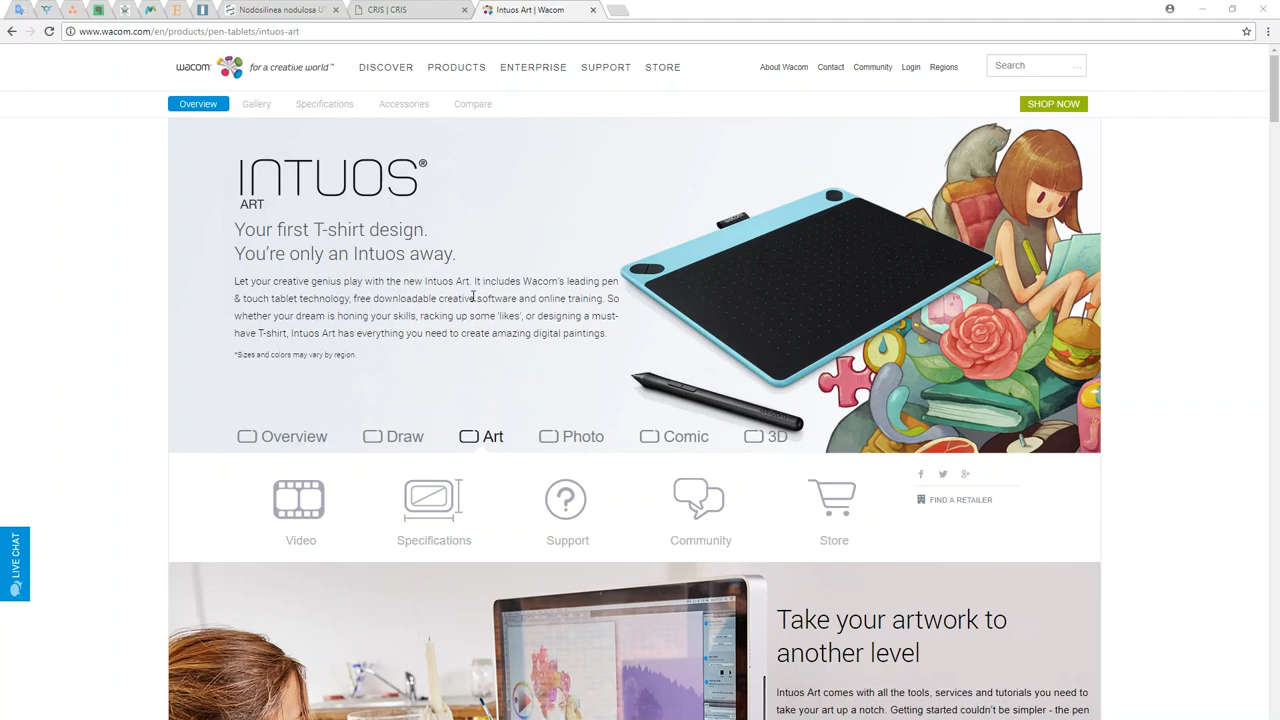 Nodosilinea nodulosa U
CRIS | CRIS
Intuos Art | Wacom
www.wacom.com/en/products/pen-tablets/intuos-art
wacom for a creative world™
DISCOVER PRODUCTS ENTERPRISE SUPPORT STORE
About Wacom Contact Community Login Regions
Search ...
Overview Gallery Specifications Accessories Compare
SHOP NOW
INTUOS®
ART
Your first T-shirt design.
You're only an Intuos away.
Let your creative genius play with the new Intuos Art. It includes Wacom's leading pen
& touch tablet technology, free downloadable creative software and online training. So
whether your dream is honing your skills, racking up some 'likes', or designing a must-
have T-shirt, Intuos Art has everything you need to create amazing digital paintings.
*Sizes and colors may vary by region.
Overview Draw Art Photo Comic 3D
Video Specifications Support Community Store
FIND A RETAILER
LIVE CHAT
Take your artwork to
another level
Intuos Art comes with all the tools, services and tutorials you need to
take your art up a notch. Getting started couldn't be simpler - the pen